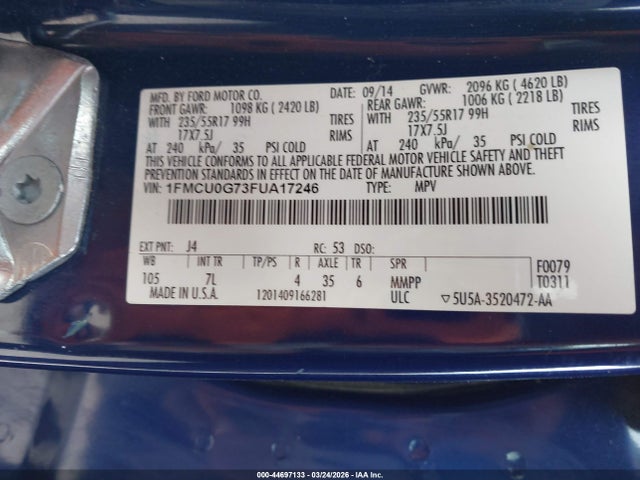 MFD. BY FORD MOTOR CO. DATE: 09/14 GVWR: 2096 KG ( 4620 LB)
FRONT GAWR: 1098 KG ( 2420 LB) REAR GAWR: 1006 KG ( 2218 LB)
WITH 235/55R17 99H TIRES WITH 235/55R17 99H TIRES
17X7.5J RIMS 17X7.5J RIMS
AT 240 kPa/ 35 PSI COLD AT 240 kPa/ 35 PSI COLD
THIS VEHICLE CONFORMS TO ALL APPLICABLE FEDERAL MOTOR VEHICLE SAFETY AND THEFT
PREVENTION STANDARDS IN EFFECT ON THE DATE OF MANUFACTURE SHOWN ABOVE.
VIN: 1FMCU0G73FUA17246 TYPE: MPV
EXT PNT: J4 RC: 53 DSO:
WB INT TR TP/PS R AXLE TR SPR F0079
105 7L 4 35 6 MMPP T0311
MADE IN U.S.A. 1201409166281 ULC ▽5U5A-3520472-AA
000-44697133 - 03/24/2026 - IAA Inc.